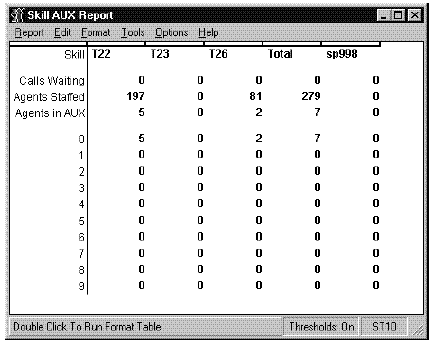 Skill AUX Report
Report Edit Format Tools Options Help
Skill T22 T23 T26 Total sp998
Calls Waiting 0 0 0 0 0
Agents Staffed 197 0 81 279 0
Agents in AUX 5 0 2 7 0
0 5 0 2 7 0
1 0 0 0 0 0
2 0 0 0 0 0
3 0 0 0 0 0
4 0 0 0 0 0
5 0 0 0 0 0
6 0 0 0 0 0
7 0 0 0 0 0
8 0 0 0 0 0
9 0 0 0 0 0
Double Click To Run Format Table Thresholds: On ST10